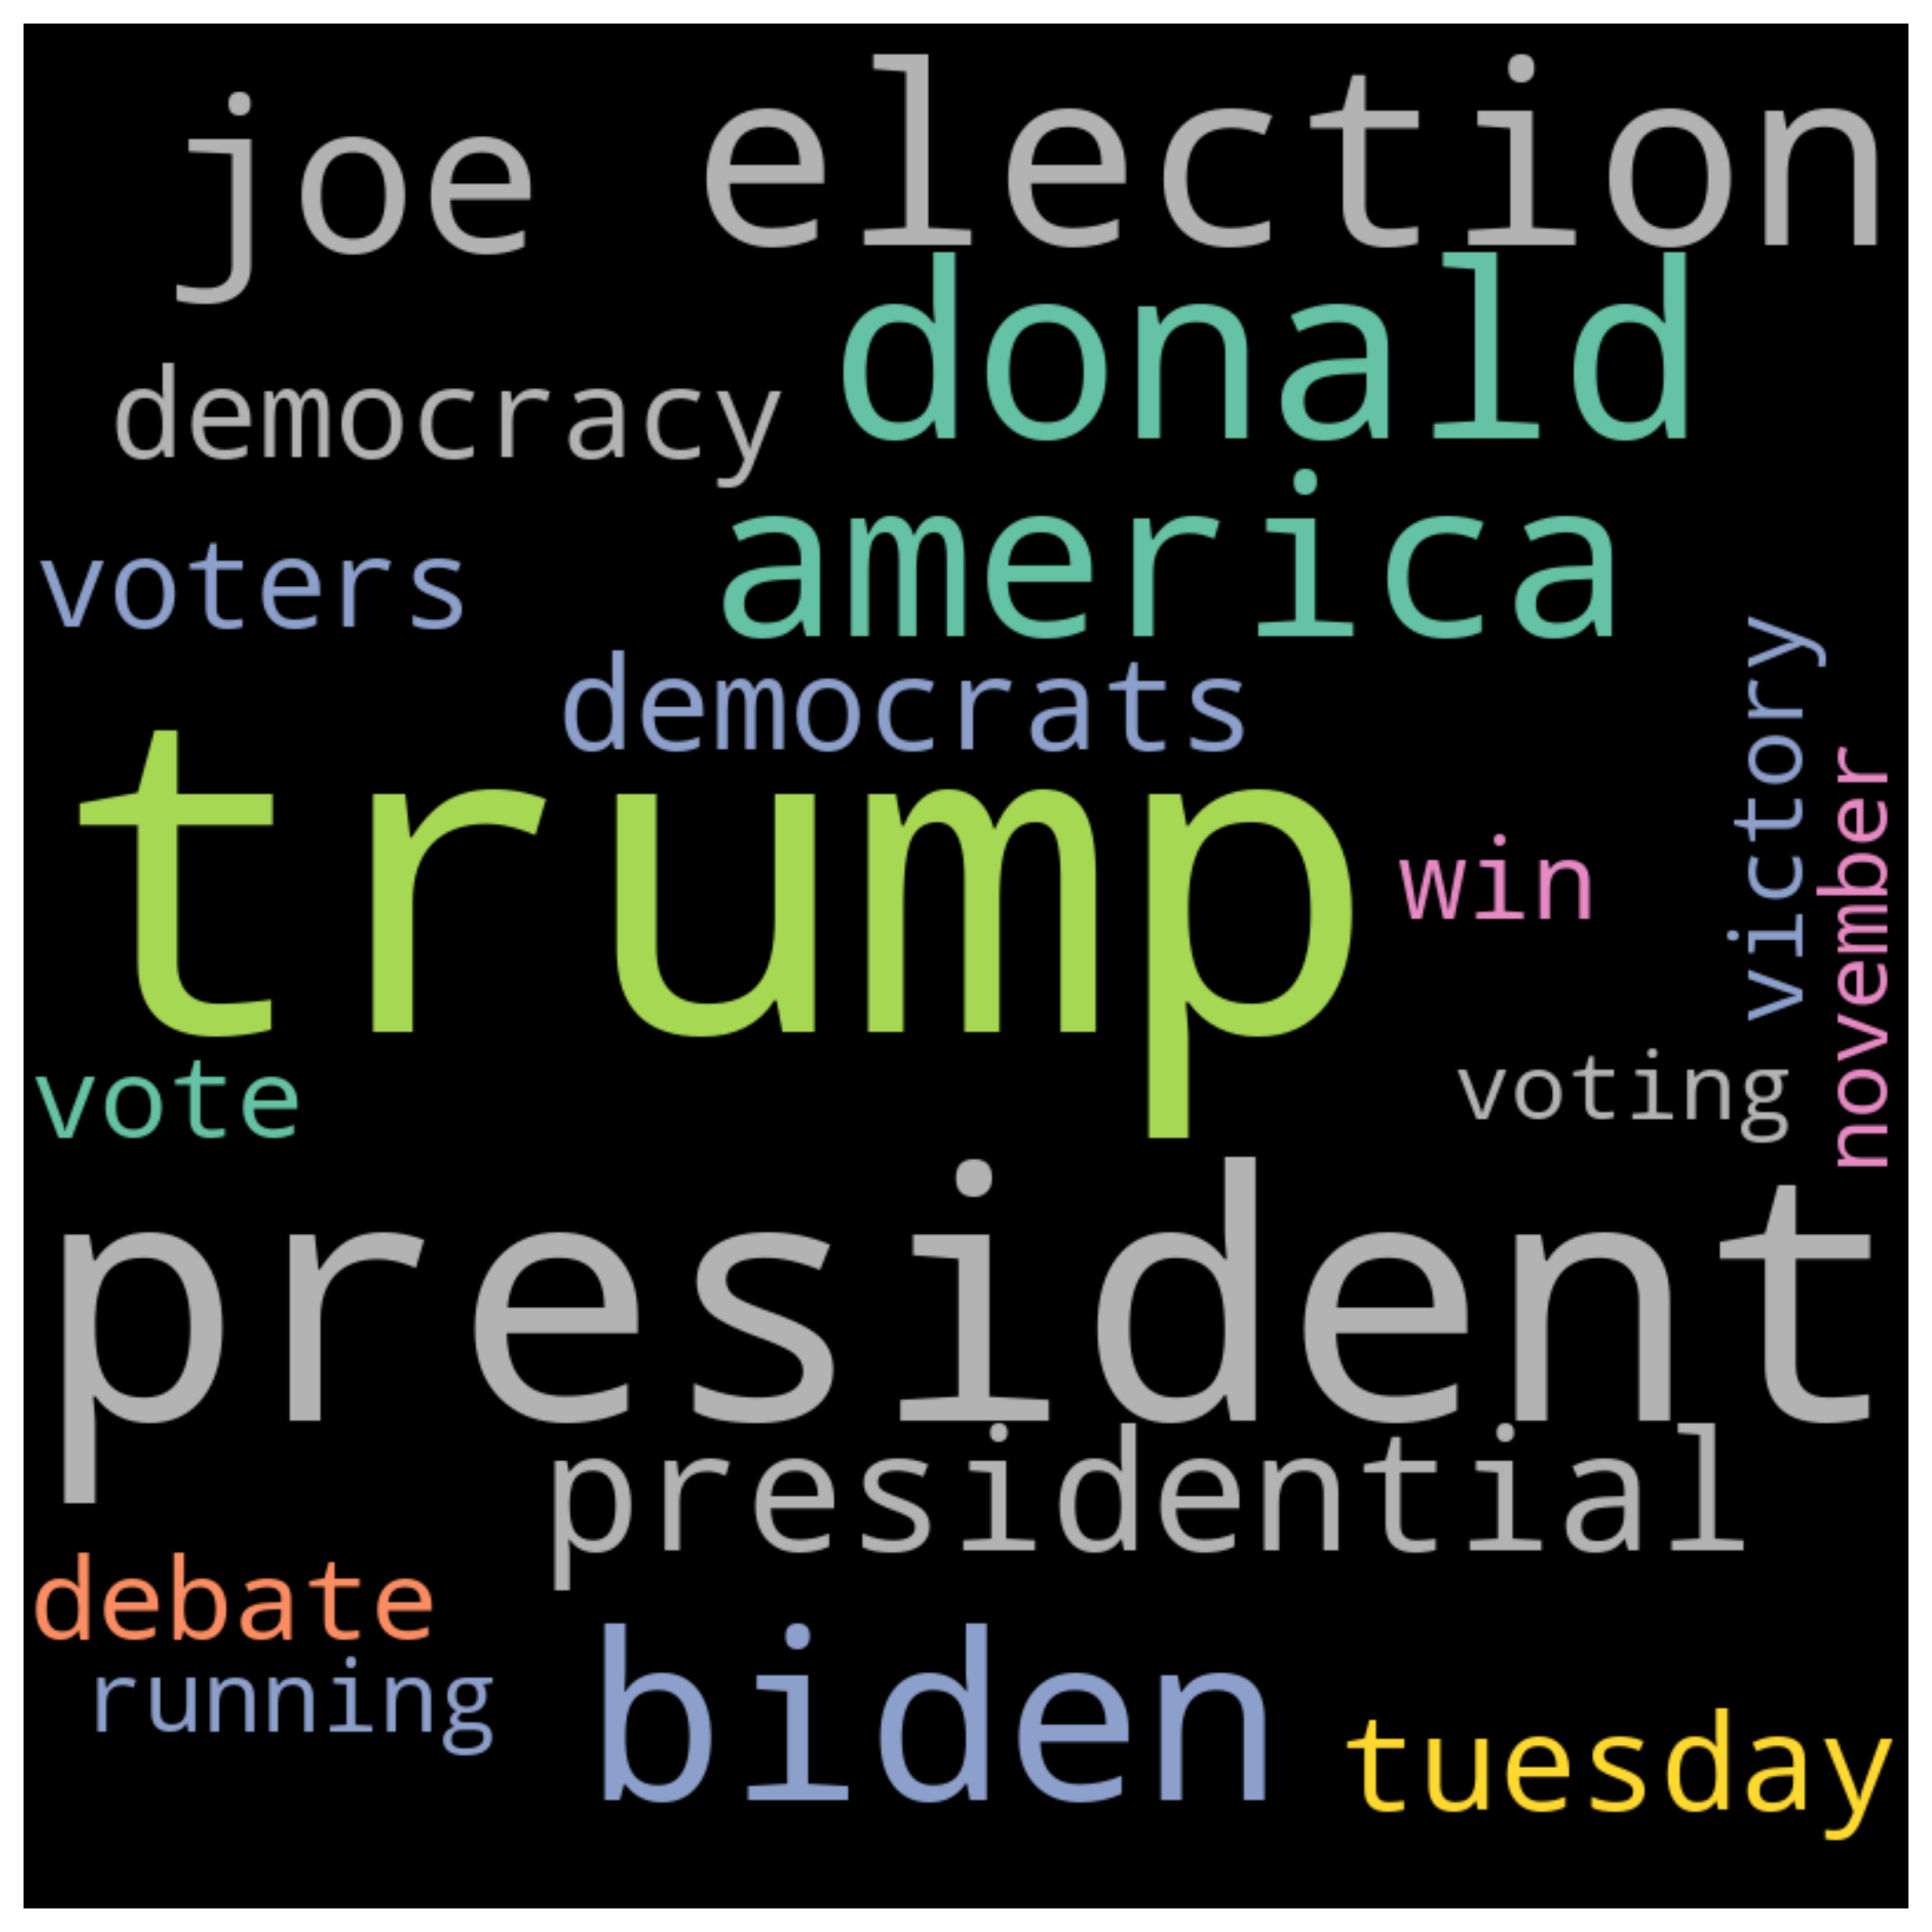 joe election
donald
democracy
america
voters
democrats
victory
november
trump
win
vote
voting
president
presidential
debate
running
biden
tuesday